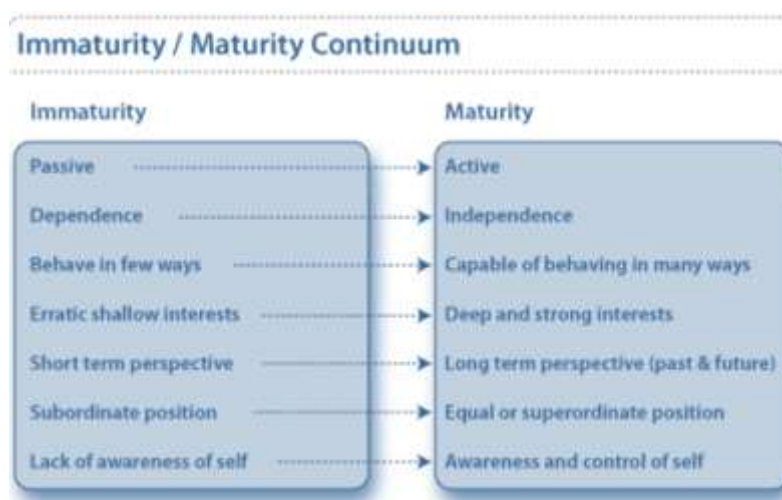 Immaturity / Maturity Continuum
Immaturity Maturity
Passive Active
Dependence Independence
Behave in few ways Capable of behaving in many ways
Erratic shallow interests Deep and strong interests
Short term perspective Long term perspective (past & future)
Subordinate position Equal or superordinate position
Lack of awareness of self Awareness and control of self